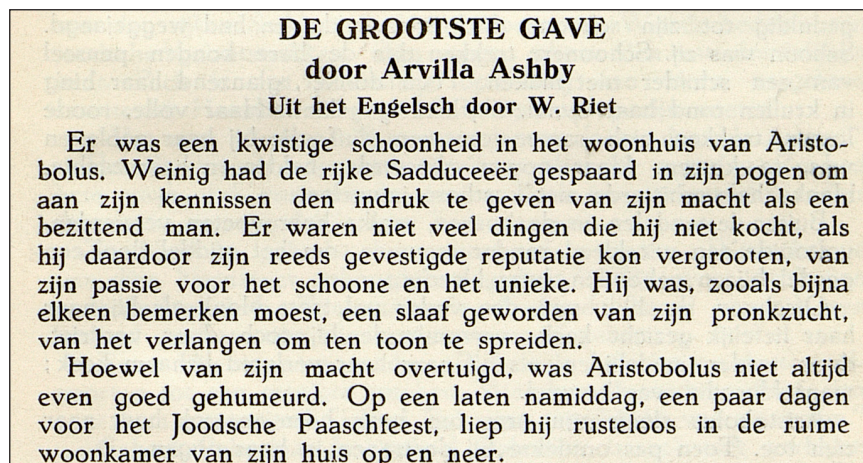 DE GROOTSTE GAVE
door Arvilla Ashby
Uit het Engelsch door W. Riet
Er was een kwistige schoonheid in het woonhuis van Aristo-
bolus. Weinig had de rijke Sadduceeër gespaard in zijn pogen om
aan zijn kennissen den indruk te geven van zijn macht als een
bezittend man. Er waren niet veel dingen die hij niet kocht, als
hij daardoor zijn reeds gevestigde reputatie kon vergrooten, van
zijn passie voor het schoone en het unieke. Hij was, zooals bijna
elkeen bemerken moest, een slaaf geworden van zijn pronkzucht,
van het verlangen om ten toon te spreiden.
Hoewel van zijn macht overtuigd, was Aristobolus niet altijd
even goed gehumeurd. Op een laten namiddag, een paar dagen
voor het Joodsche Paaschfeest, liep hij rusteloos in de ruime
woonkamer van zijn huis op en neer.